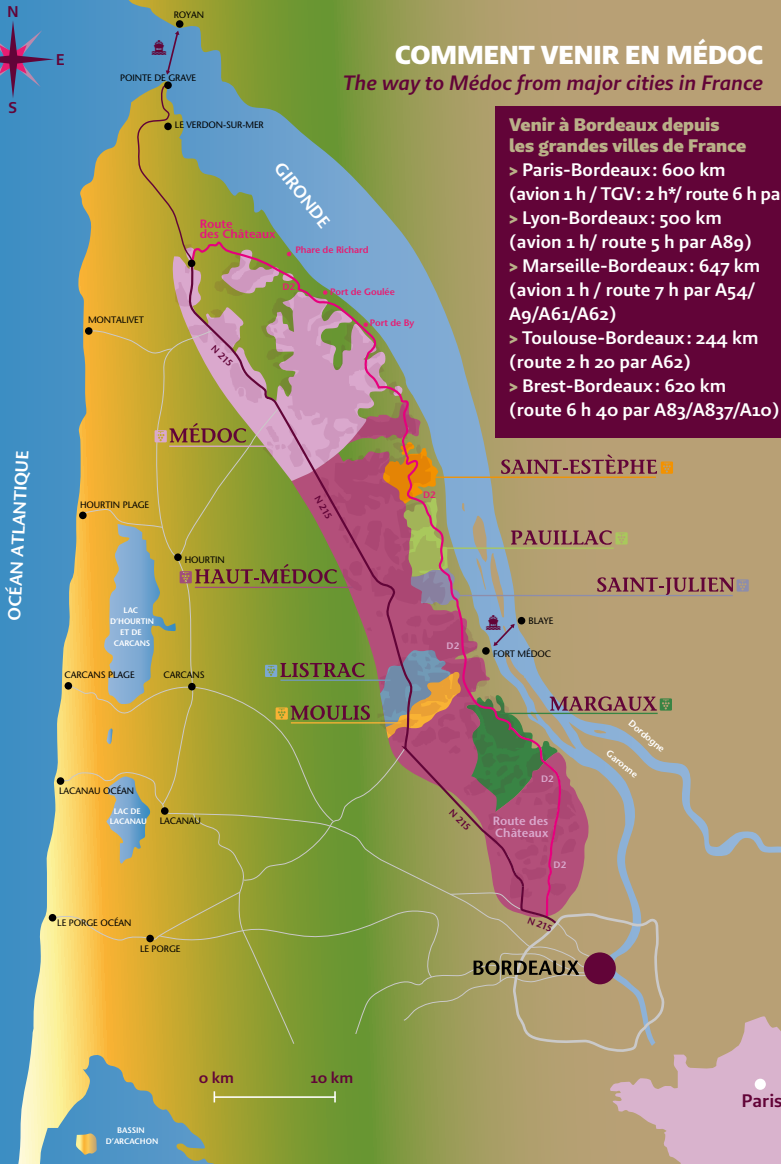 N
E
S
ROYAN
POINTE DE GRAVE
LE VERDON-SUR-MER
COMMENT VENIR EN MÉDOC
The way to Médoc from major cities in France
Venir à Bordeaux depuis
les grandes villes de France
> Paris-Bordeaux : 600 km
(avion 1 h / TGV : 2 h*/ route 6 h pa
> Lyon-Bordeaux : 500 km
(avion 1 h/ route 5 h par A89)
> Marseille-Bordeaux : 647 km
(avion 1 h / route 7 h par A54/
A9/A61/A62)
> Toulouse-Bordeaux : 244 km
(route 2 h 20 par A62)
> Brest-Bordeaux : 620 km
(route 6 h 40 par A83/A837/A10)
GIRONDE
Route
des Châteaux
Phare de Richard
D2
Port de Goulée
Port de By
MONTALIVET
N 215
MÉDOC
OCÉAN ATLANTIQUE
SAINT-ESTÈPHE
D2
N 215
HOURTIN PLAGE
PAUILLAC
HOURTIN
HAUT-MÉDOC
SAINT-JULIEN
LAC
D'HOURTIN
ET DE
CARCANS
BLAYE
D2
FORT MÉDOC
LISTRAC
CARCANS PLAGE
CARCANS
MOULIS
MARGAUX
Dordogne
Garonne
D2
LACANAU OCÉAN
LAC DE
LACANAU
LACANAU
N 215
Route des
Châteaux
D2
LE PORGE OCÉAN
LE PORGE
N 215
BORDEAUX
0 km
10 km
Paris
BASSIN
D'ARCACHON